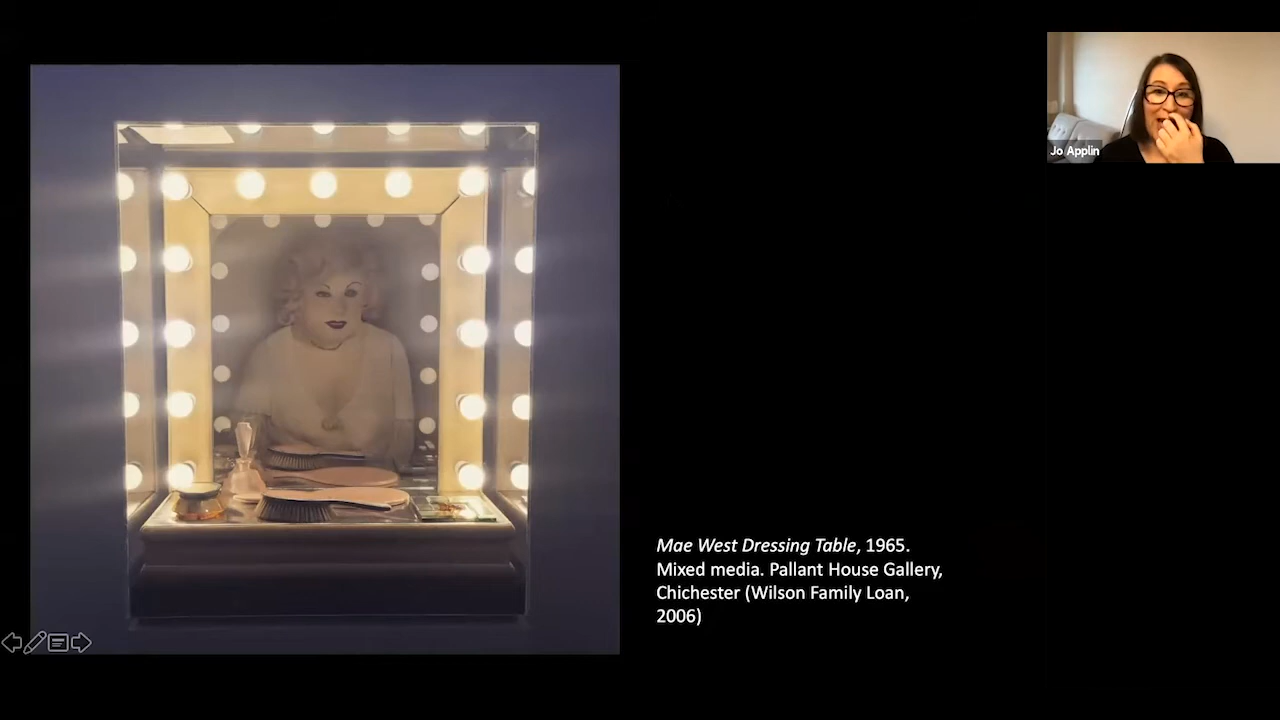 Jo Applin
Mae West Dressing Table, 1965.
Mixed media. Pallant House Gallery,
Chichester (Wilson Family Loan,
2006)